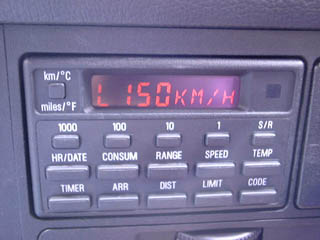 km/°C
L 150KM/H
miles/°F
1000 100 10 1 S/R
HR/DATE CONSUM RANGE SPEED TEMP
TIMER ARR DIST LIMIT CODE